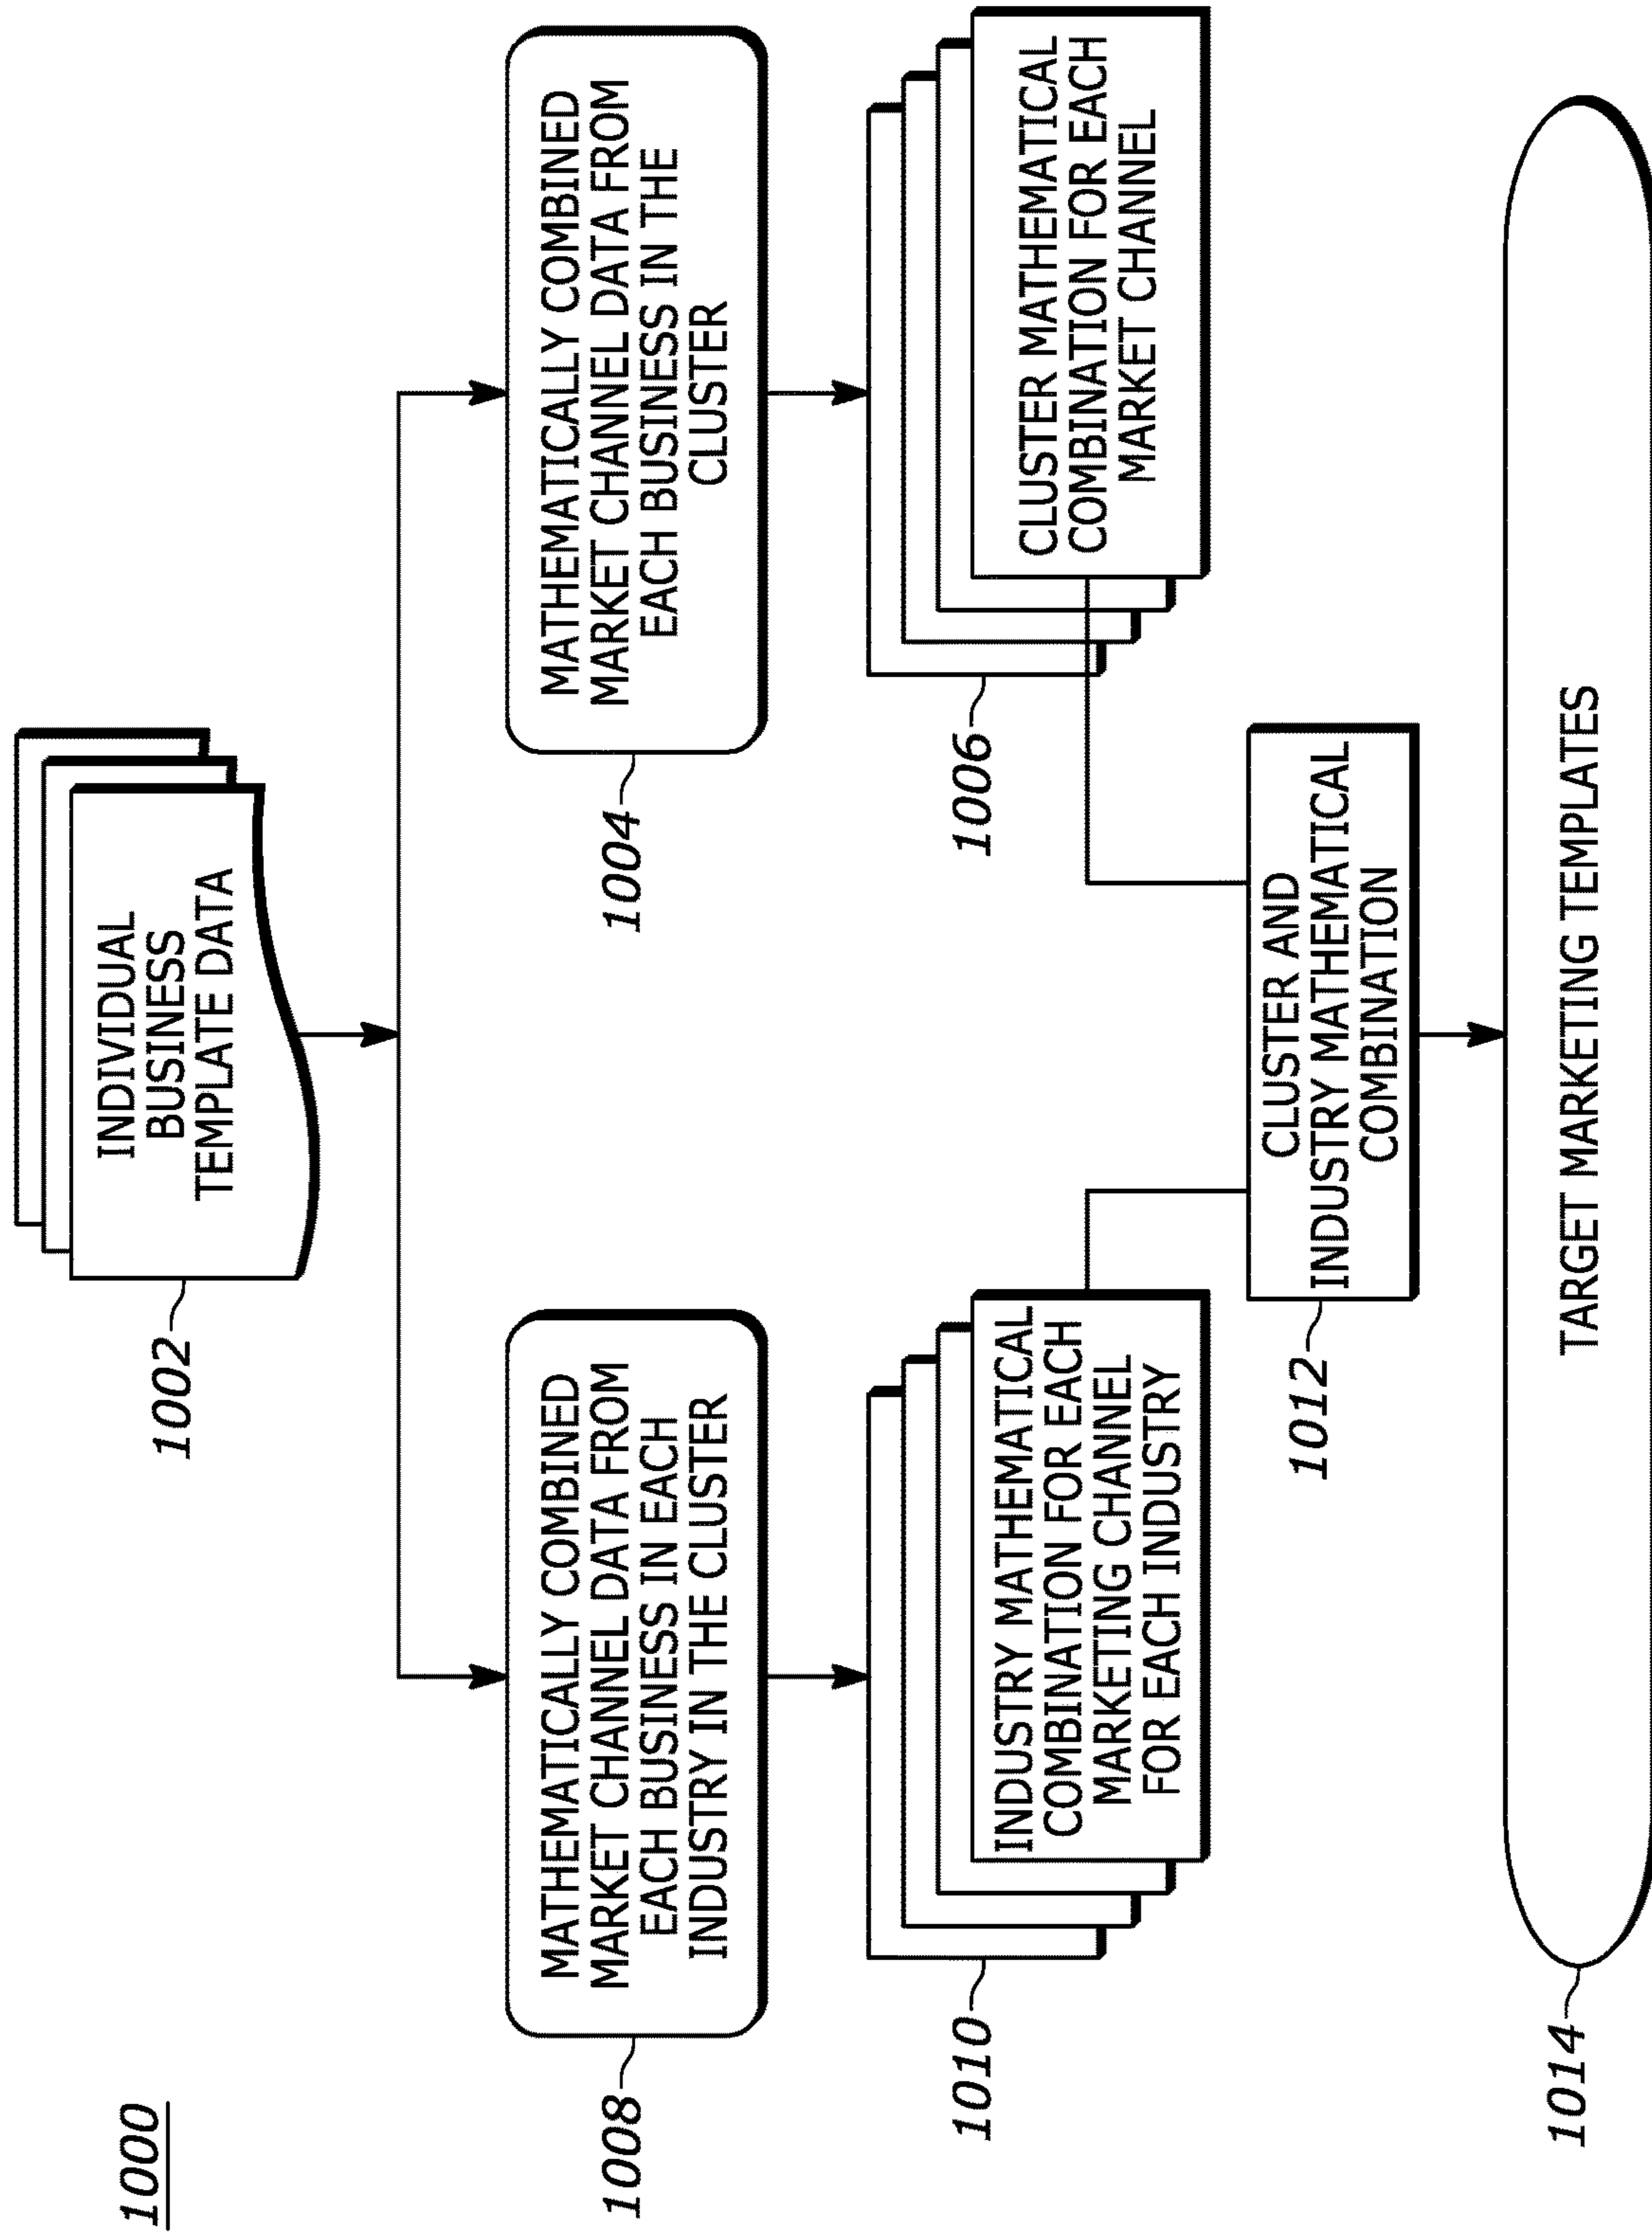 1000
INDIVIDUAL
BUSINESS
TEMPLATE DATA
1002
MATHEMATICALLY COMBINED
MARKET CHANNEL DATA FROM
EACH BUSINESS IN EACH
INDUSTRY IN THE CLUSTER
1008
MATHEMATICALLY COMBINED
MARKET CHANNEL DATA FROM
EACH BUSINESS IN THE
CLUSTER
1004
INDUSTRY MATHEMATICAL
COMBINATION FOR EACH
MARKETING CHANNEL
FOR EACH INDUSTRY
1010
CLUSTER MATHEMATICAL
COMBINATION FOR EACH
MARKET CHANNEL
1006
CLUSTER AND
INDUSTRY MATHEMATICAL
COMBINATION
1012
TARGET MARKETING TEMPLATES
1014